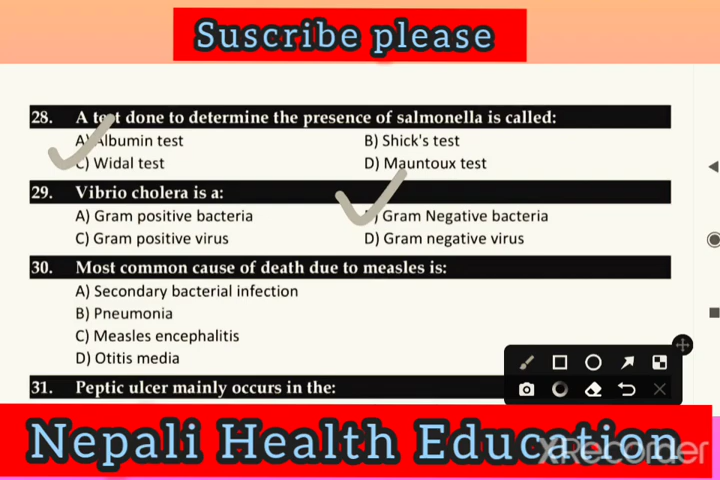 Suscribe please
28. A test done to determine the presence of salmonella is called:
A) Albumin test B) Shick's test
C) Widal test D) Mauntoux test
29. Vibrio cholera is a:
A) Gram positive bacteria B) Gram Negative bacteria
C) Gram positive virus D) Gram negative virus
30. Most common cause of death due to measles is:
A) Secondary bacterial infection
B) Pneumonia
C) Measles encephalitis
D) Otitis media
31. Peptic ulcer mainly occurs in the:
Nepali Health Education
XRecorder